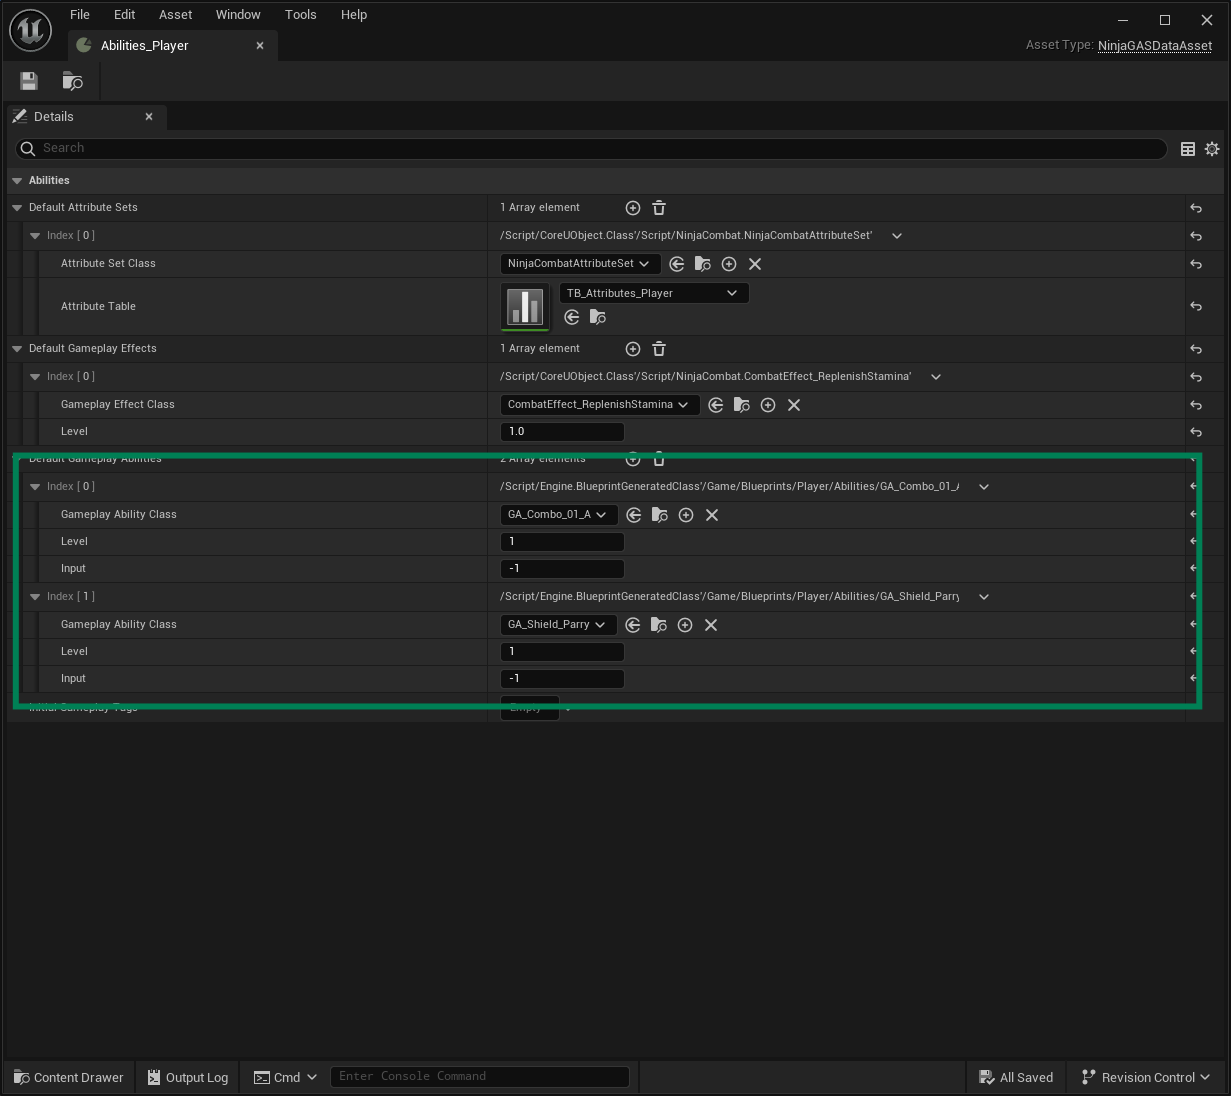 File Edit Asset Window Tools Help
Abilities_Player
Asset Type: NinjaGASDataAsset
Details
Search
Abilities
Default Attribute Sets 1 Array element
Index [ 0 ] /Script/CoreUObject.Class'/Script/NinjaCombat.NinjaCombatAttributeSet'
Attribute Set Class NinjaCombatAttributeSet
TB_Attributes_Player
Attribute Table
Default Gameplay Effects 1 Array element
Index [ 0 ] /Script/CoreUObject.Class'/Script/NinjaCombat.CombatEffect_ReplenishStamina'
Gameplay Effect Class CombatEffect_ReplenishStamina
Level 1.0
Default Gameplay Abilities 2 Array elements
Index [ 0 ] /Script/Engine.BlueprintGeneratedClass'/Game/Blueprints/Player/Abilities/GA_Combo_01_A
Gameplay Ability Class GA_Combo_01_A
Level 1
Input -1
Index [ 1 ] /Script/Engine.BlueprintGeneratedClass'/Game/Blueprints/Player/Abilities/GA_Shield_Parry
Gameplay Ability Class GA_Shield_Parry
Level 1
Input -1
Initial Gameplay Tags Empty
Content Drawer Output Log Cmd Enter Console Command All Saved Revision Control